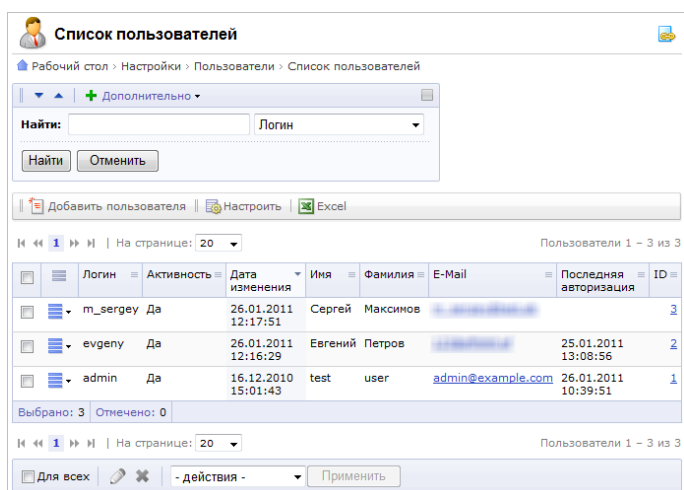 Список пользователей
Рабочий стол › Настройки › Пользователи › Список пользователей
Дополнительно
Найти: Логин
Найти Отменить
Добавить пользователя Настроить Excel
1 | На странице: 20 Пользователи 1 – 3 из 3
Логин Активность Дата изменения Имя Фамилия E-Mail Последняя авторизация ID
m_sergey Да 26.01.2011 12:17:51 Сергей Максимов 3
evgeny Да 26.01.2011 12:16:29 Евгений Петров 25.01.2011 13:08:56 2
admin Да 16.12.2010 15:01:43 test user admin@example.com 26.01.2011 10:39:51 1
Выбрано: 3 Отмечено: 0
1 | На странице: 20 Пользователи 1 – 3 из 3
Для всех - действия - Применить